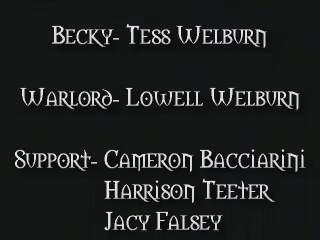 Becky- Tess Welburn
Warlord- Lowell Welburn
Support- Cameron Bacciarini
Harrison Teeter
Jacy Falsey